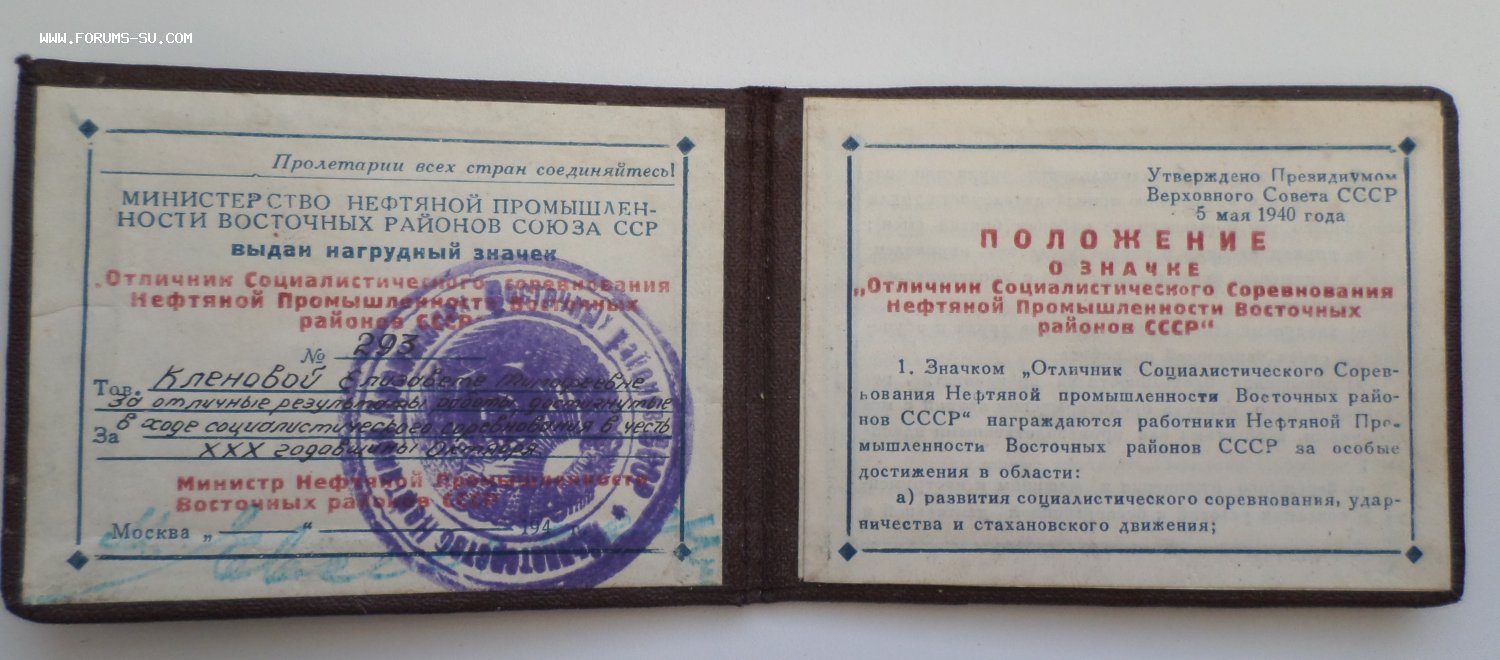 WWW.FORUMS-SU.COM
Пролетарии всех стран соединяйтесь!
МИНИСТЕРСТВО НЕФТЯНОЙ ПРОМЫШЛЕН-
НОСТИ ВОСТОЧНЫХ РАЙОНОВ СОЮЗА ССР
выдан нагрудный значек
„Отличник Социалистического соревнования
Нефтяной Промышленности Восточных
районов СССР“
№ 293
Тов. Кленовой Елизавете Тимофеевне
За отличные результаты работы, достигнутые
За в ходе социалистического соревнования в честь
XXX годовщины Октября
Министр Нефтяной Промышленности
Восточных районов СССР
Москва „ “ 194 г.
Утверждено Президиумом
Верховного Совета СССР
5 мая 1940 года
ПОЛОЖЕНИЕ
О ЗНАЧКЕ
„Отличник Социалистического Соревнования
Нефтяной Промышленности Восточных
районов СССР“
1. Значком „Отличник Социалистического Сорев-
нования Нефтяной промышленности Восточных райо-
нов СССР“ награждаются работники Нефтяной Про-
мышленности Восточных районов СССР за особые
достижения в области:
а) развития социалистического соревнования, удар-
ничества и стахановского движения;